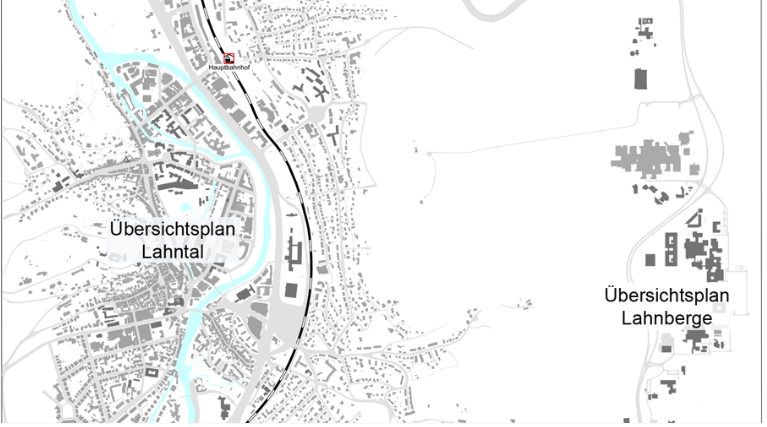 Hauptbahnhof
Übersichtsplan
Lahntal
Übersichtsplan
Lahnberge